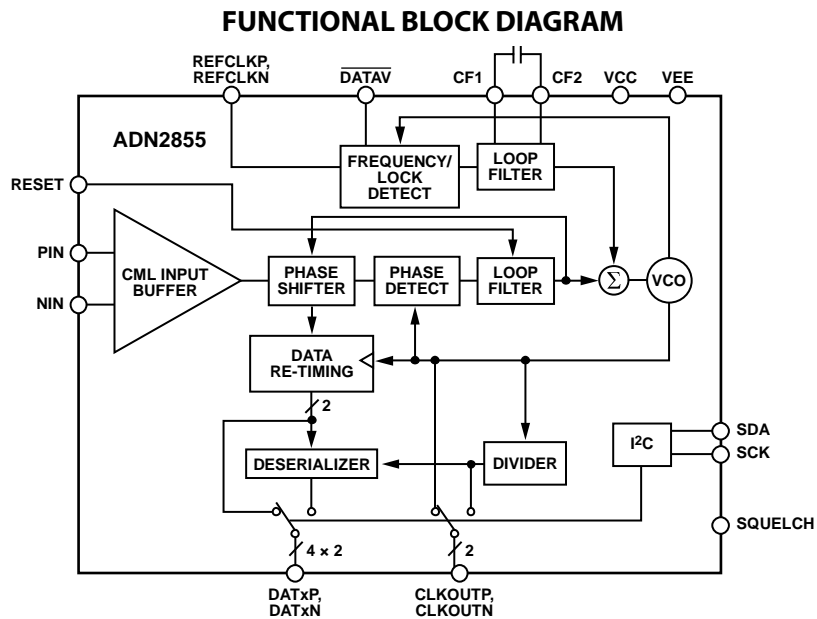 FUNCTIONAL BLOCK DIAGRAM
REFCLKP,
REFCLKN
DATAV
CF1
CF2
VCC
VEE
ADN2855
FREQUENCY/
LOCK
DETECT
LOOP
FILTER
RESET
PIN
NIN
CML INPUT
BUFFER
PHASE
SHIFTER
PHASE
DETECT
LOOP
FILTER
Σ
VCO
DATA
RE-TIMING
2
DESERIALIZER
DIVIDER
I²C
SDA
SCK
SQUELCH
4 × 2
2
DATxP,
DATxN
CLKOUTP,
CLKOUTN